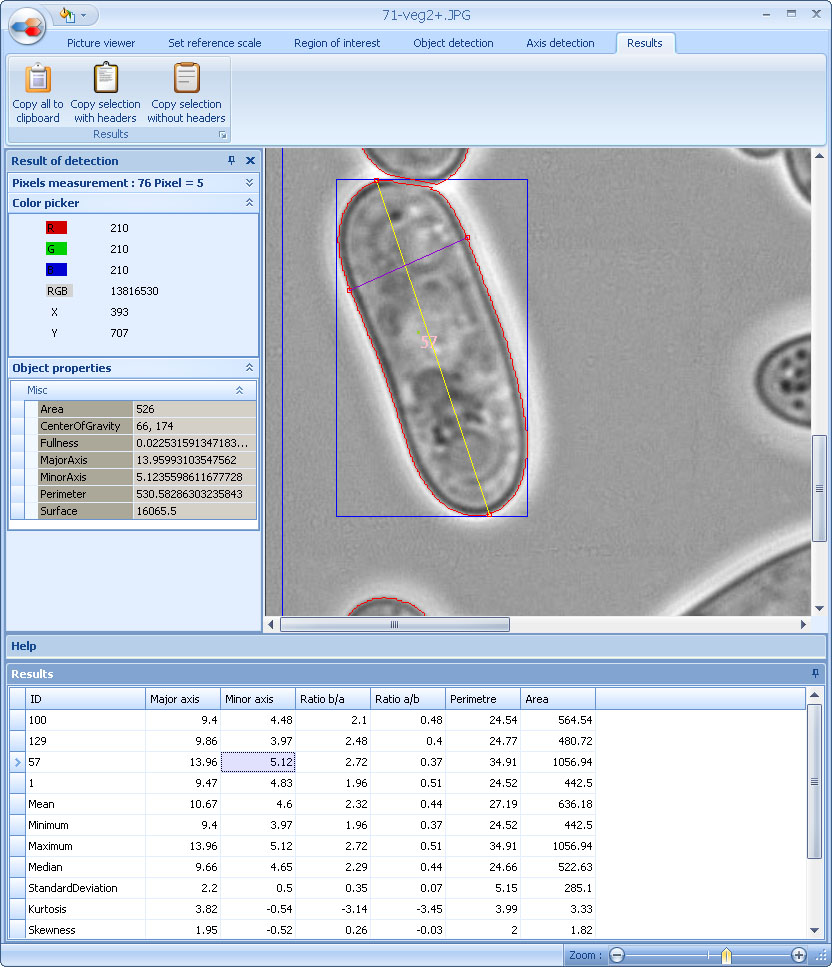 71-veg2+.JPG
Picture viewer Set reference scale Region of interest Object detection Axis detection Results
Copy all to clipboard
Copy selection with headers
Copy selection without headers
Results
Result of detection
Pixels measurement : 76 Pixel = 5
Color picker
R 210
G 210
B 210
RGB 13816530
X 393
Y 707
Object properties
Misc
Area 526
CenterOfGravity 66, 174
Fullness 0.022531591347183...
MajorAxis 13.95993103547562
MinorAxis 5.1235598611677728
Perimeter 530.58286303235843
Surface 16065.5
57
Help
Results
ID Major axis Minor axis Ratio b/a Ratio a/b Perimetre Area
100 9.4 4.48 2.1 0.48 24.54 564.54
129 9.86 3.97 2.48 0.4 24.77 480.72
57 13.96 5.12 2.72 0.37 34.91 1056.94
1 9.47 4.83 1.96 0.51 24.52 442.5
Mean 10.67 4.6 2.32 0.44 27.19 636.18
Minimum 9.4 3.97 1.96 0.37 24.52 442.5
Maximum 13.96 5.12 2.72 0.51 34.91 1056.94
Median 9.66 4.65 2.29 0.44 24.66 522.63
StandardDeviation 2.2 0.5 0.35 0.07 5.15 285.1
Kurtosis 3.82 -0.54 -3.14 -3.45 3.99 3.33
Skewness 1.95 -0.52 0.26 -0.03 2 1.82
Zoom :